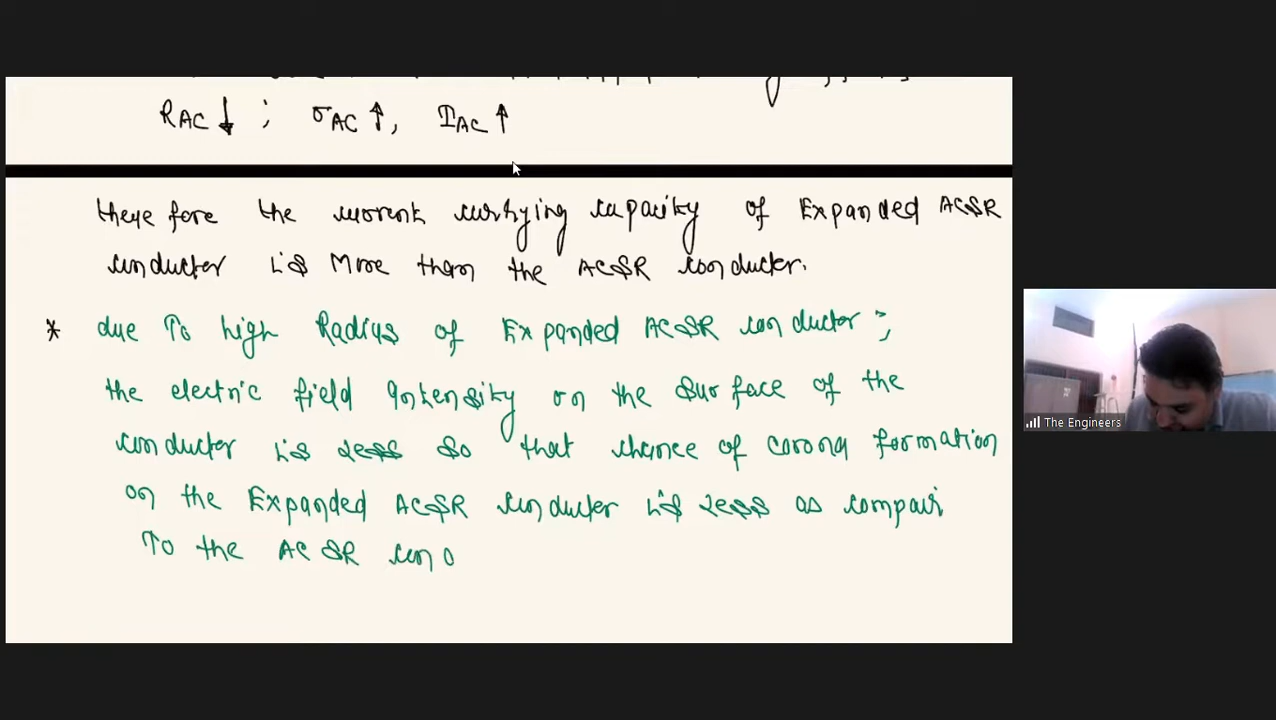 RAC ↓ ; σAC ↑, IAC ↑
therefore the current carrying capacity of Expanded ACSR
conductor is More than the ACSR conductor.
* due To high Radius of Expanded ACSR conductor ;
the electric field intensity on the surface of the
conductor is less so that chance of corona formation
on the Expanded ACSR conductor is less as compair
To the ACSR con
The Engineers